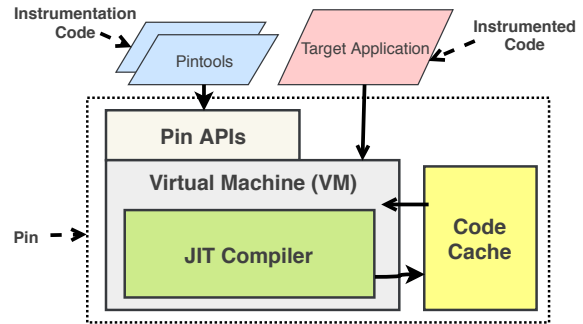 Instrumentation
Code
Pintools
Target Application
Instrumented
Code
Pin APIs
Virtual Machine (VM)
JIT Compiler
Code
Cache
Pin